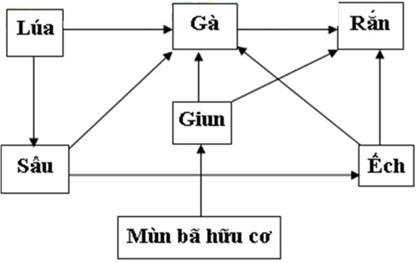 Lúa
Gà
Rắn
Giun
Sâu
Ếch
Mùn bã hữu cơ